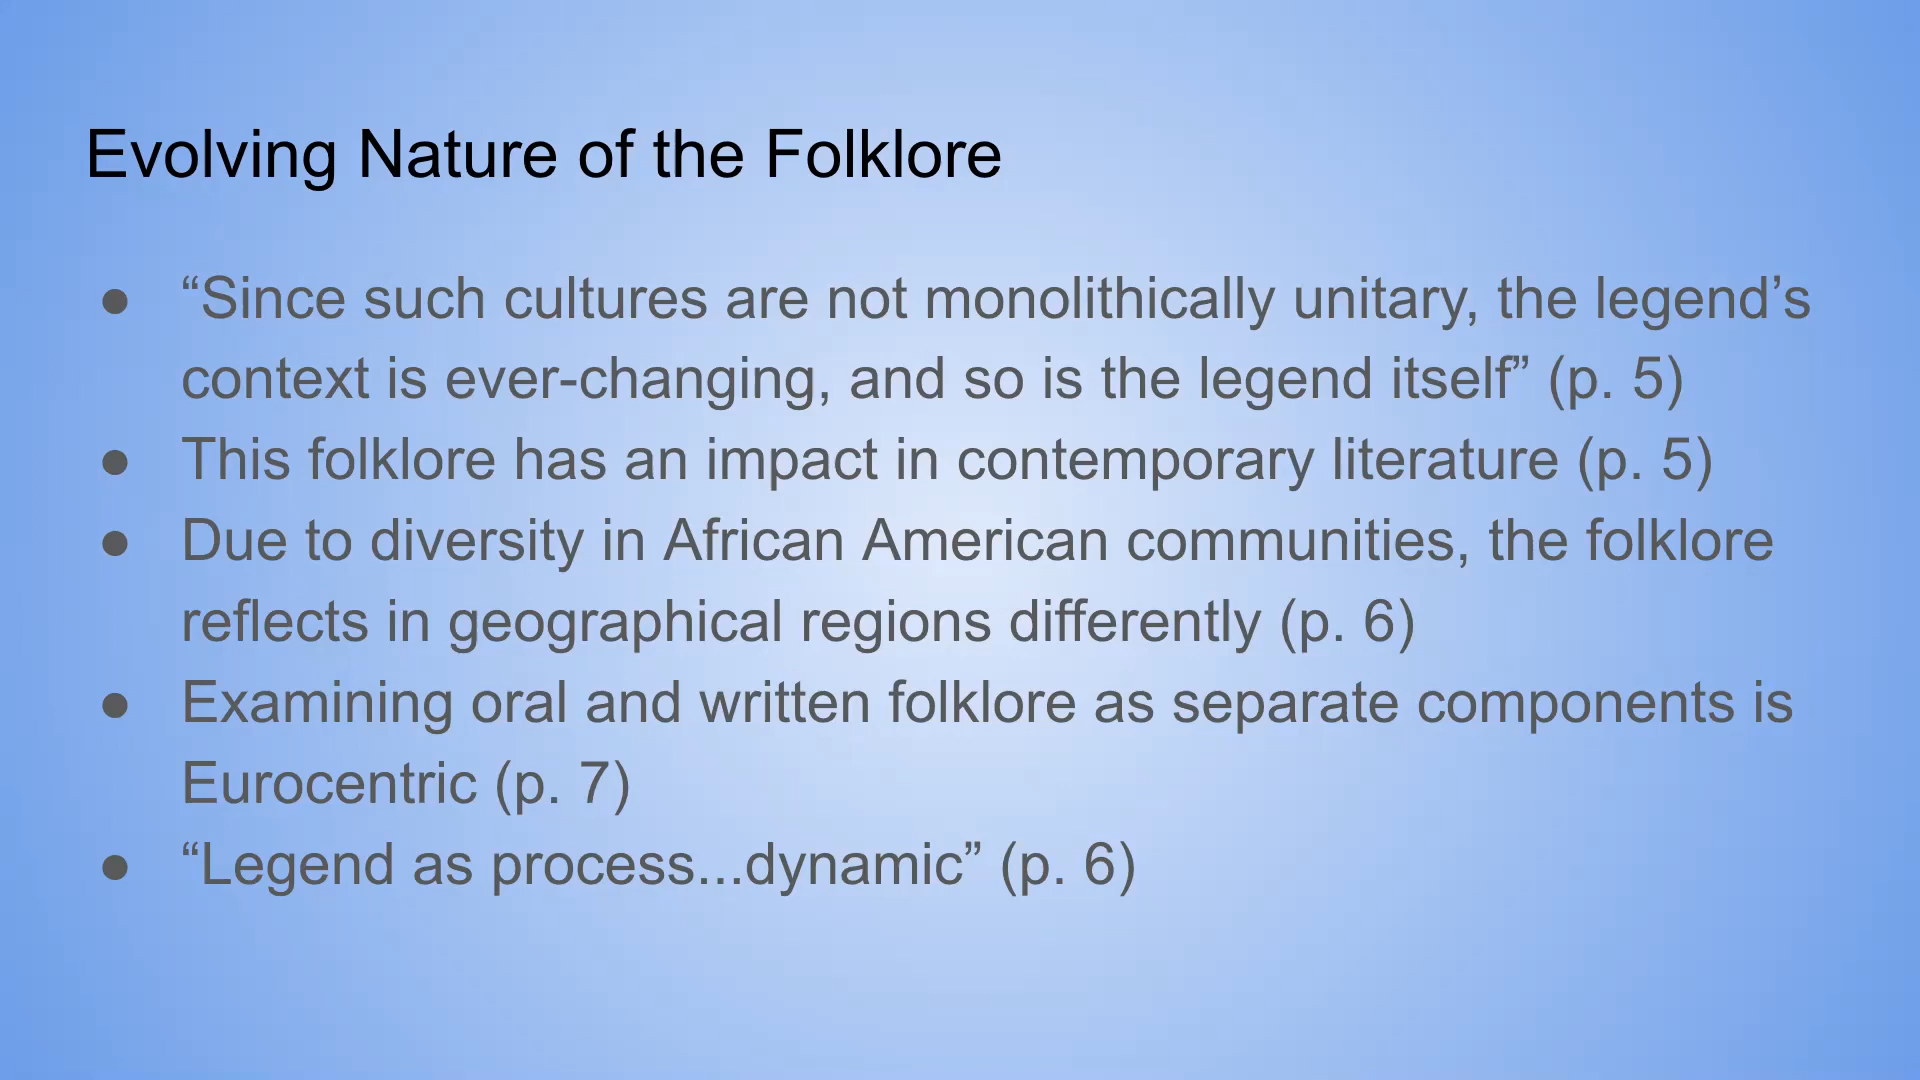 Evolving Nature of the Folklore
● “Since such cultures are not monolithically unitary, the legend’s
context is ever-changing, and so is the legend itself” (p. 5)
● This folklore has an impact in contemporary literature (p. 5)
● Due to diversity in African American communities, the folklore
reflects in geographical regions differently (p. 6)
● Examining oral and written folklore as separate components is
Eurocentric (p. 7)
● “Legend as process...dynamic” (p. 6)